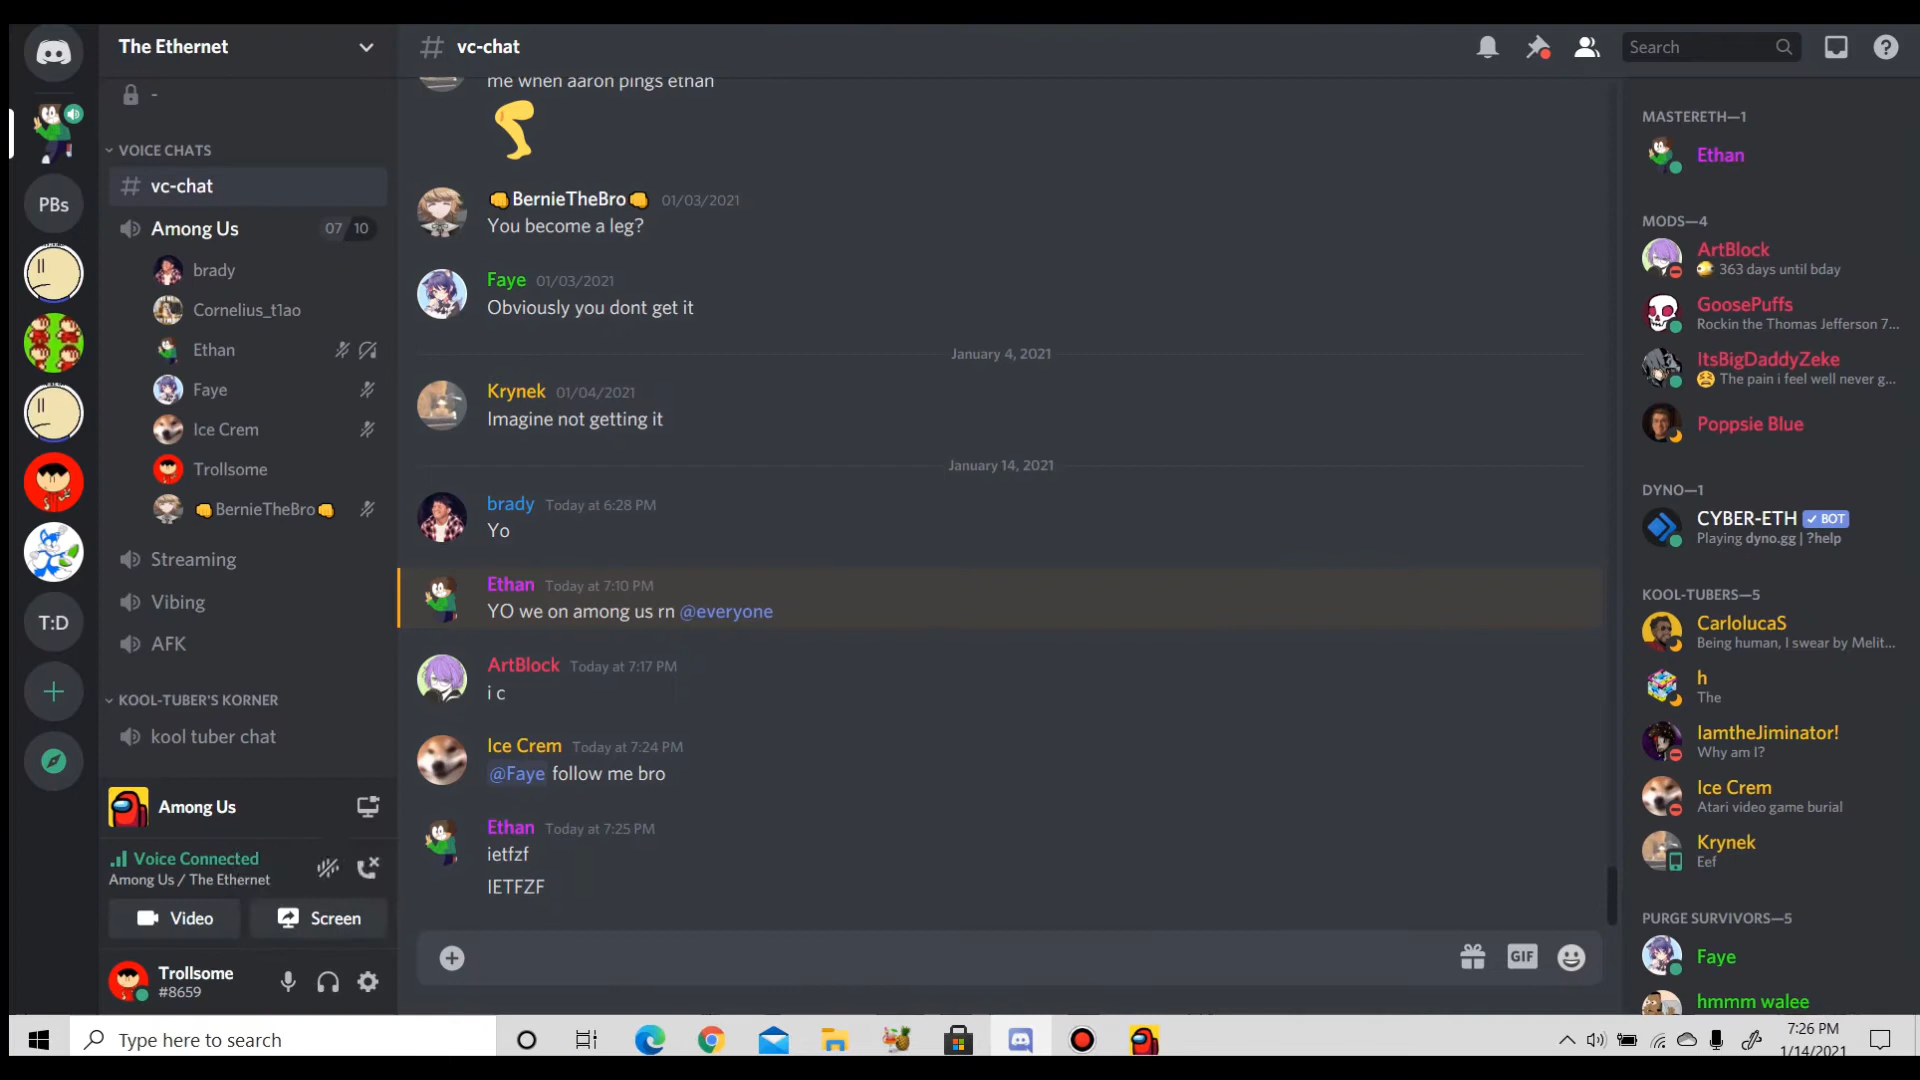 The Ethernet
-
VOICE CHATS
vc-chat
Among Us 07 10
brady
Cornelius_t1ao
Ethan
Faye
Ice Crem
Trollsome
👊BernieTheBro👊
Streaming
Vibing
AFK
KOOL-TUBER'S KORNER
kool tuber chat
PBs
T:D
Among Us
Voice Connected
Among Us / The Ethernet
Video Screen
Trollsome
#8659
# vc-chat
Search
me when aaron pings ethan
👊BernieTheBro👊 01/03/2021
You become a leg?
Faye 01/03/2021
Obviously you dont get it
January 4, 2021
Krynek 01/04/2021
Imagine not getting it
January 14, 2021
brady Today at 6:28 PM
Yo
Ethan Today at 7:10 PM
YO we on among us rn @everyone
ArtBlock Today at 7:17 PM
i c
Ice Crem Today at 7:24 PM
@Faye follow me bro
Ethan Today at 7:25 PM
ietfzf
IETFZF
GIF
MASTERETH—1
Ethan
MODS—4
ArtBlock
363 days until bday
GoosePuffs
Rockin the Thomas Jefferson 7...
ItsBigDaddyZeke
😫 The pain i feel well never g...
Poppsie Blue
DYNO—1
CYBER-ETH ✓ BOT
Playing dyno.gg | ?help
KOOL-TUBERS—5
CarlolucaS
Being human, I swear by Melit...
h
The
IamtheJiminator!
Why am I?
Ice Crem
Atari video game burial
Krynek
Eef
PURGE SURVIVORS—5
Faye
hmmm walee
Type here to search
7:26 PM
1/14/2021